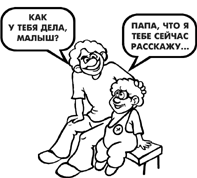 КАК
У ТЕБЯ ДЕЛА,
МАЛЫШ?
ПАПА, ЧТО Я
ТЕБЕ СЕЙЧАС
РАССКАЖУ...